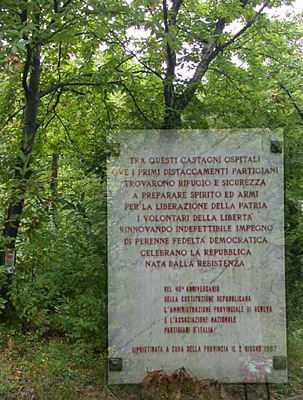 TRA QUESTI CASTAGNI OSPITALI
OVE I PRIMI DISTACCAMENTI PARTIGIANI
TROVARONO RIFUGIO E SICUREZZA
A PREPARARE SPIRITO ED ARMI
PER LA LIBERAZIONE DELLA PATRIA
I VOLONTARI DELLA LIBERTA'
RINNOVANDO INDEFETTIBILE IMPEGNO
DI PERENNE FEDELTA' DEMOCRATICA
CELEBRANO LA REPUBBLICA
NATA DALLA RESISTENZA
NEL 40° ANNIVERSARIO
DELLA COSTITUZIONE REPUBBLICANA
L'AMMINISTRAZIONE PROVINCIALE DI GENOVA
E L'ASSOCIAZIONE NAZIONALE
PARTIGIANI D'ITALIA
RIPRISTINATA A CURA DELLA PROVINCIA IL 2 GIUGNO 1997